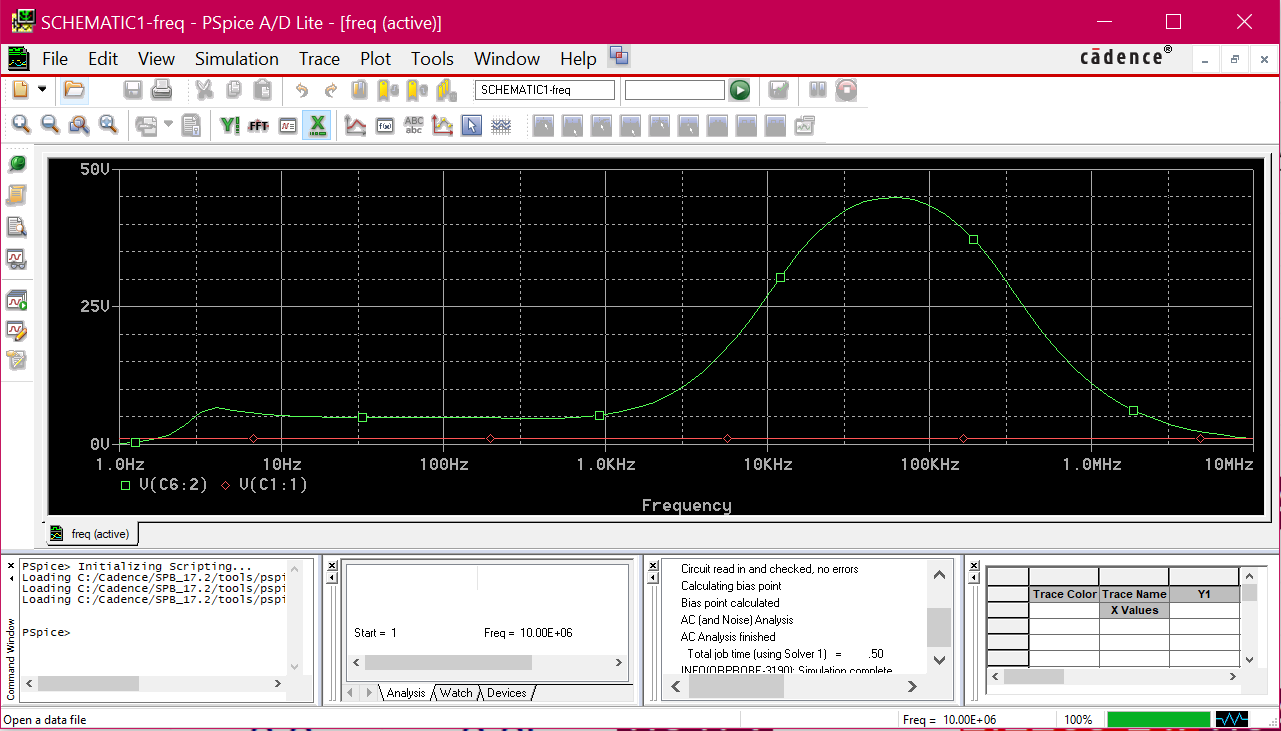 SCHEMATIC1-freq - PSpice A/D Lite - [freq (active)]
File Edit View Simulation Trace Plot Tools Window Help
cādence®
SCHEMATIC1-freq
FFT
ABC
abc
50V
25V
0V
1.0Hz 10Hz 100Hz 1.0KHz 10KHz 100KHz 1.0MHz 10MHz
V(C6:2) V(C1:1)
Frequency
freq (active)
Command Window
PSpice> Initializing Scripting...
Loading C:/Cadence/SPB_17.2/tools/pspi
Loading C:/Cadence/SPB_17.2/tools/pspi
Loading C:/Cadence/SPB_17.2/tools/pspi
PSpice>
Start = 1 Freq = 10.00E+06
Analysis Watch Devices
Circuit read in and checked, no errors
Calculating bias point
Bias point calculated
AC (and Noise) Analysis
AC Analysis finished
Total job time (using Solver 1) = .50
INFO(ORPROBE-3190): Simulation complete
Trace Color Trace Name Y1
X Values
Open a data file
Freq = 10.00E+06 100%